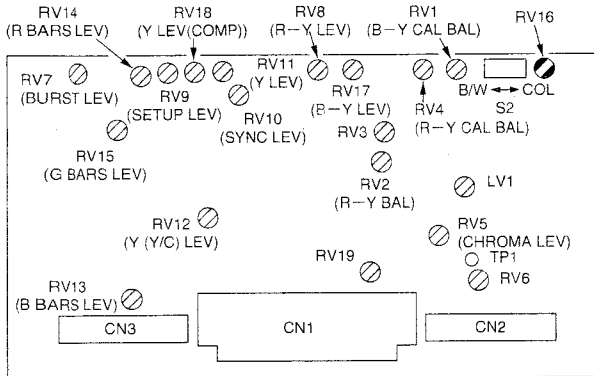 RV14
(R BARS LEV)
RV18
(Y LEV(COMP))
RV8
(R–Y LEV)
RV1
(B–Y CAL BAL)
RV16
RV7
(BURST LEV)
RV9
(SETUP LEV)
RV11
(Y LEV)
RV10
(SYNC LEV)
RV17
(B–Y LEV)
B/W ↔ COL
S2
RV4
(R–Y CAL BAL)
RV3
RV15
(G BARS LEV)
RV2
(R–Y BAL)
LV1
RV12
(Y (Y/C) LEV)
RV5
(CHROMA LEV)
TP1
RV19
RV6
RV13
(B BARS LEV)
CN3
CN1
CN2